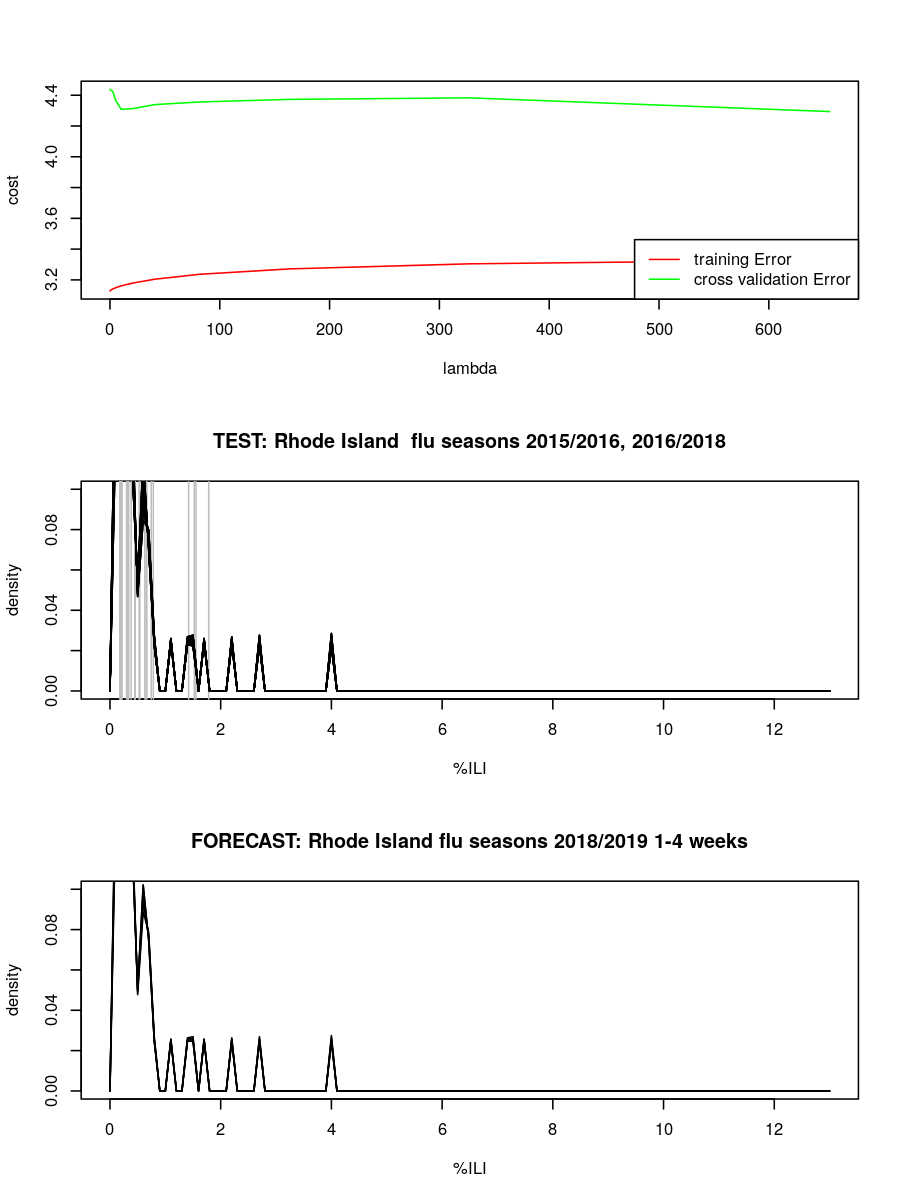 4.4
4.0
3.6
3.2
cost
training Error
cross validation Error
0 100 200 300 400 500 600
lambda
TEST: Rhode Island  flu seasons 2015/2016, 2016/2018
0.08
0.04
0.00
density
0 2 4 6 8 10 12
%ILI
FORECAST: Rhode Island flu seasons 2018/2019 1-4 weeks
0.08
0.04
0.00
density
0 2 4 6 8 10 12
%ILI